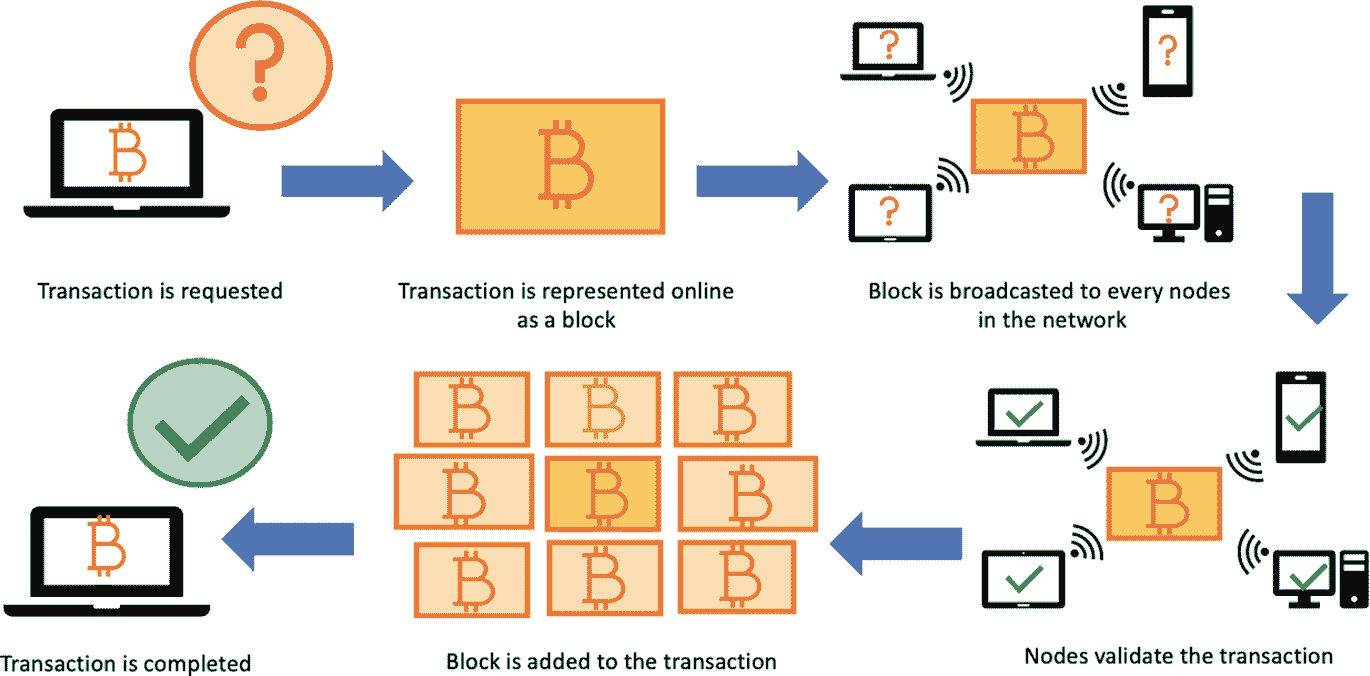 Transaction is requested
Transaction is represented online
as a block
Block is broadcasted to every nodes
in the network
Nodes validate the transaction
Block is added to the transaction
Transaction is completed